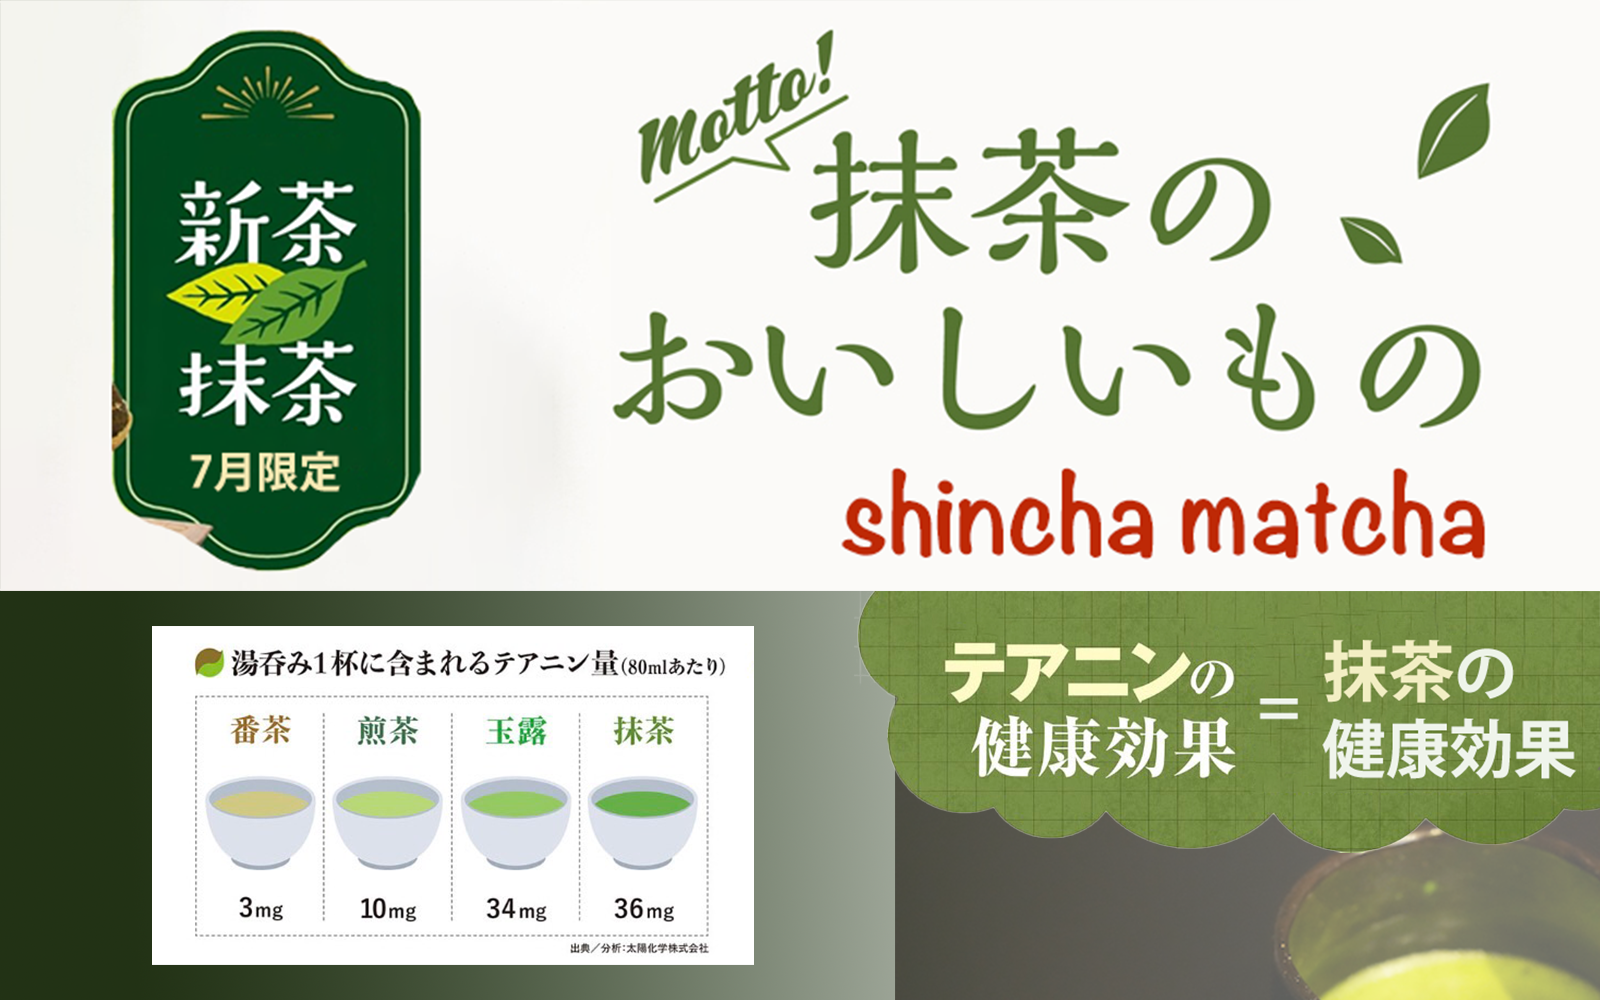 新茶
抹茶
7月限定
Motto!
抹茶の
おいしいもの
shincha matcha
湯呑み1杯に含まれるテアニン量(80mlあたり)
番茶 煎茶 玉露 抹茶
3mg 10mg 34mg 36mg
出典/分析:太陽化学株式会社
テアニンの
健康効果
=
抹茶の
健康効果